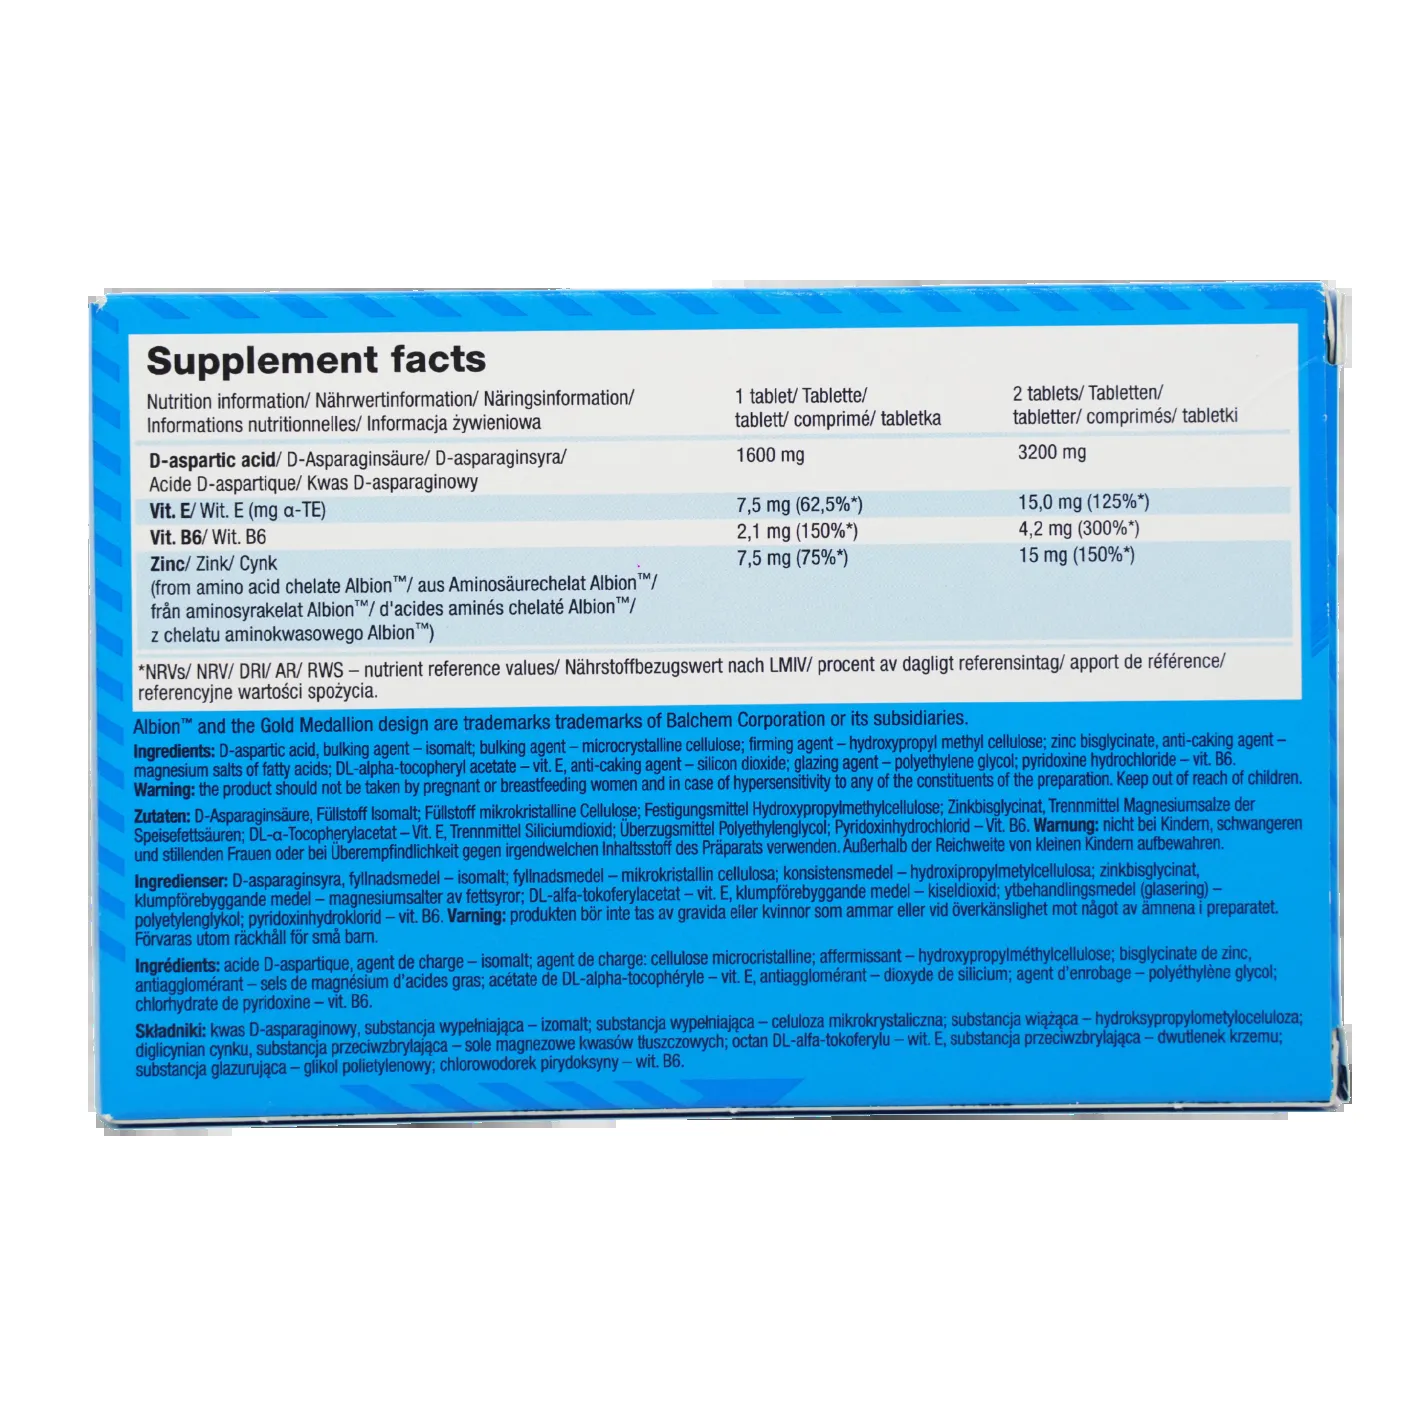 Supplement facts
Nutrition information/ Nährwertinformation/ Näringsinformation/
Informations nutritionnelles/ Informacja żywieniowa
1 tablet/ Tablette/
tablett/ comprimé/ tabletka
2 tablets/ Tabletten/
tabletter/ comprimés/ tabletki
D-aspartic acid/ D-Asparaginsäure/ D-asparaginsyra/
Acide D-aspartique/ Kwas D-asparaginowy
1600 mg
3200 mg
Vit. E/ Wit. E (mg α-TE)
7,5 mg (62,5%*)
15,0 mg (125%*)
Vit. B6/ Wit. B6
2,1 mg (150%*)
4,2 mg (300%*)
Zinc/ Zink/ Cynk
7,5 mg (75%*)
15 mg (150%*)
(from amino acid chelate Albion™/ aus Aminosäurechelat Albion™/
från aminosyrakelat Albion™/ d'acides aminés chelaté Albion™/
z chelatu aminokwasowego Albion™)
*NRVs/ NRV/ DRI/ AR/ RWS – nutrient reference values/ Nährstoffbezugswert nach LMIV/ procent av dagligt referensintag/ apport de référence/
referencyjne wartości spożycia.
Albion™ and the Gold Medallion design are trademarks trademarks of Balchem Corporation or its subsidiaries.
Ingredients: D-aspartic acid, bulking agent – isomalt; bulking agent – microcrystalline cellulose; firming agent – hydroxypropyl methyl cellulose; zinc bisglycinate, anti-caking agent –
magnesium salts of fatty acids; DL-alpha-tocopheryl acetate – vit. E, anti-caking agent – silicon dioxide; glazing agent – polyethylene glycol; pyridoxine hydrochloride – vit. B6.
Warning: the product should not be taken by pregnant or breastfeeding women and in case of hypersensitivity to any of the constituents of the preparation. Keep out of reach of children.
Zutaten: D-Asparaginsäure, Füllstoff Isomalt; Füllstoff mikrokristalline Cellulose; Festigungsmittel Hydroxypropylmethylcellulose; Zinkbisglycinat, Trennmittel Magnesiumsalze der
Speisefettsäuren; DL-α-Tocopherylacetat – Vit. E, Trennmittel Siliciumdioxid; Überzugsmittel Polyethylenglycol; Pyridoxinhydrochlorid – Vit. B6. Warnung: nicht bei Kindern, schwangeren
und stillenden Frauen oder bei Überempfindlichkeit gegen irgendwelchen Inhaltsstoff des Präparats verwenden. Außerhalb der Reichweite von kleinen Kindern aufbewahren.
Ingredienser: D-asparaginsyra, fyllnadsmedel – isomalt; fyllnadsmedel – mikrokristallin cellulosa; konsistensmedel – hydroxipropylmetylcellulosa; zinkbisglycinat,
klumpförebyggande medel – magnesiumsalter av fettsyror; DL-alfa-tokoferylacetat – vit. E, klumpförebyggande medel – kiseldioxid; ytbehandlingsmedel (glasering) –
polyetylenglykol; pyridoxinhydroklorid – vit. B6. Varning: produkten bör inte tas av gravida eller kvinnor som ammar eller vid överkänslighet mot något av ämnena i preparatet.
Förvaras utom räckhåll för små barn.
Ingrédients: acide D-aspartique, agent de charge – isomalt; agent de charge: cellulose microcristalline; affermissant – hydroxypropylméthylcellulose; bisglycinate de zinc,
antiagglomérant – sels de magnésium d'acides gras; acétate de DL-alpha-tocophéryle – vit. E, antiagglomérant – dioxyde de silicium; agent d'enrobage – polyéthylène glycol;
chlorhydrate de pyridoxine – vit. B6.
Składniki: kwas D-asparaginowy, substancja wypełniająca – izomalt; substancja wypełniająca – celuloza mikrokrystaliczna; substancja wiążąca – hydroksypropylometyloceluloza;
diglicynian cynku, substancja przeciwzbrylająca – sole magnezowe kwasów tłuszczowych; octan DL-alfa-tokoferylu – wit. E, substancja przeciwzbrylająca – dwutlenek krzemu;
substancja glazurująca – glikol polietylenowy; chlorowodorek pirydoksyny – wit. B6.